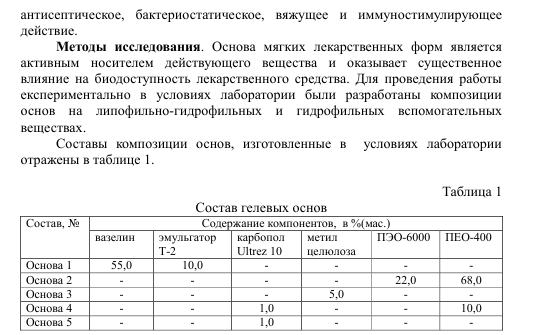 антисептическое, бактериостатическое, вяжущее и иммуностимулирующее
действие.
Методы исследования. Основа мягких лекарственных форм является
активным носителем действующего вещества и оказывает существенное
влияние на биодоступность лекарственного средства. Для проведения работы
експериментально в условиях лаборатории были разработаны композиции
основ на липофильно-гидрофильных и гидрофильных вспомогательных
веществах.
Составы композиции основ, изготовленные в условиях лаборатории
отражены в таблице 1.
Таблица 1
Состав гелевых основ
Состав, № Содержание компонентов, в %(мас.)
вазелин эмульгатор Т-2 карбопол Ultrez 10 метил целюлоза ПЭО-6000 ПЕО-400
Основа 1 55,0 10,0 - - - -
Основа 2 - - - - 22,0 68,0
Основа 3 - - - 5,0 - -
Основа 4 - - 1,0 - - 10,0
Основа 5 - - 1,0 - - -